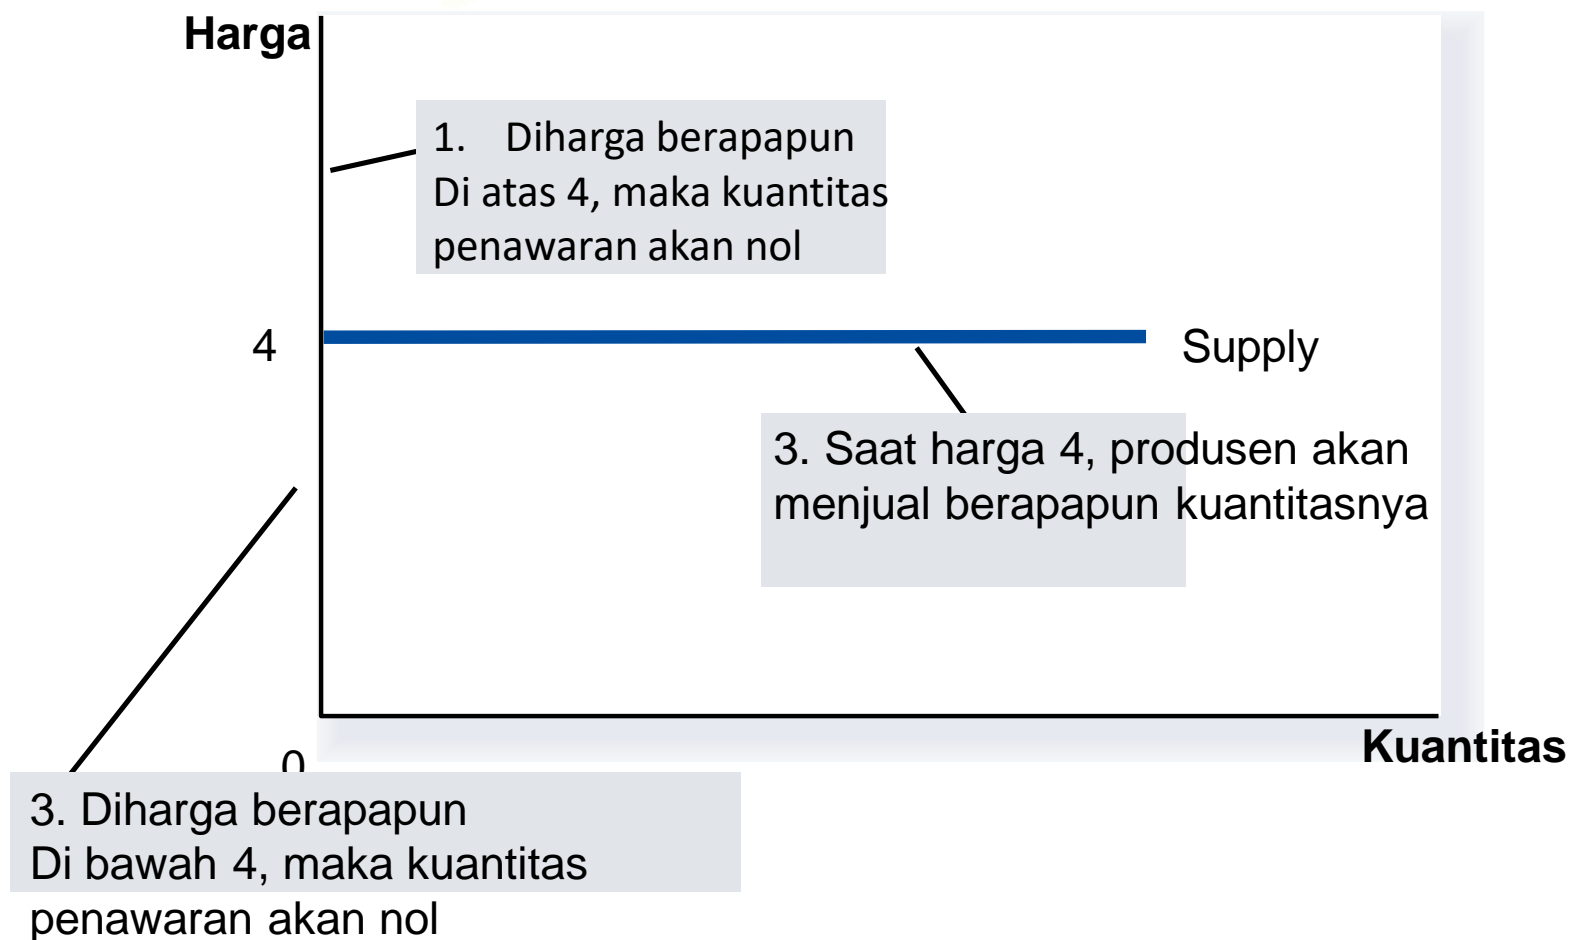 Harga
1. Diharga berapapun
Di atas 4, maka kuantitas
penawaran akan nol
4
Supply
3. Saat harga 4, produsen akan
menjual berapapun kuantitasnya
Kuantitas
0
3. Diharga berapapun
Di bawah 4, maka kuantitas
penawaran akan nol